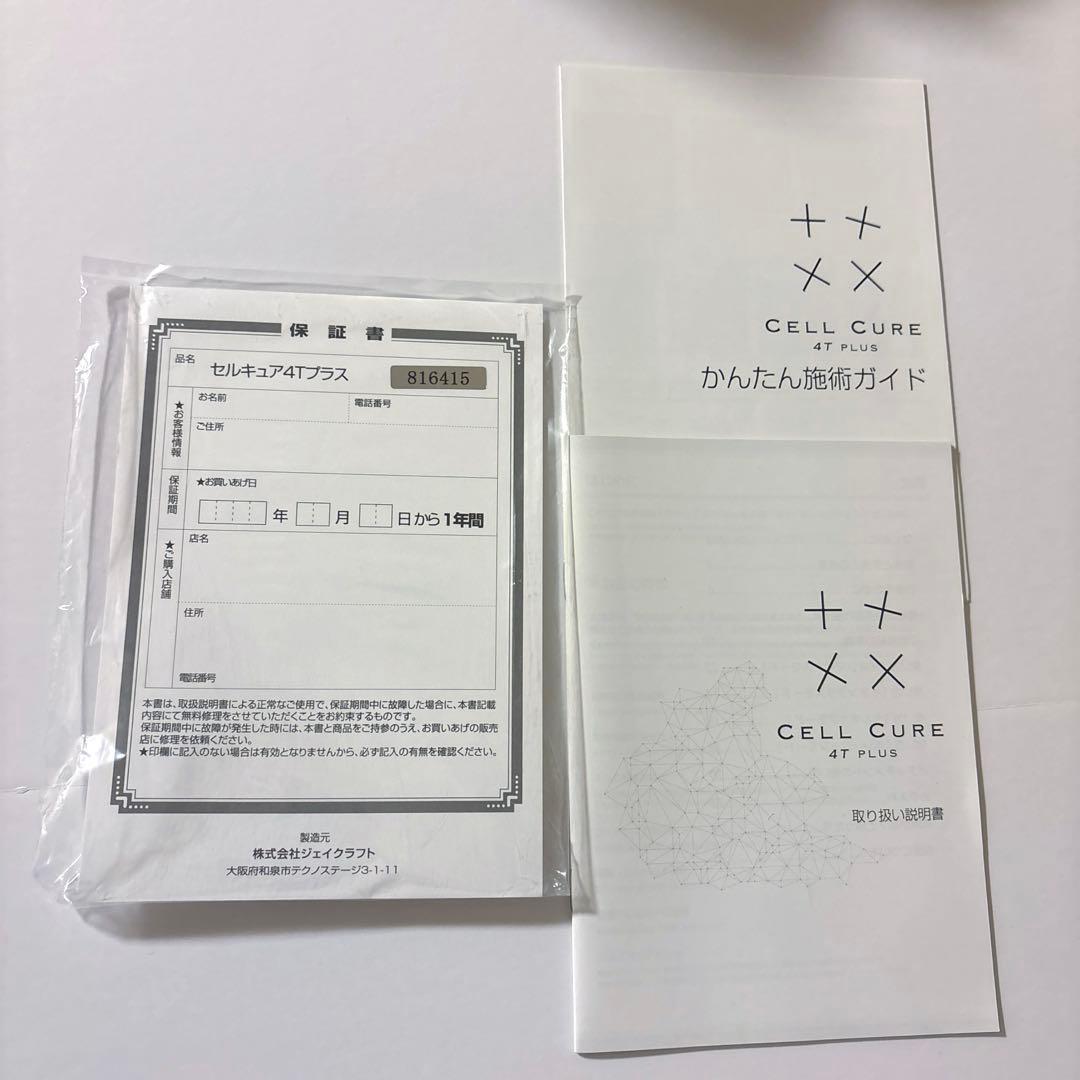 保証書
品名
セルキュア4Tプラス
816415
★お客様情報
お名前
電話番号
ご住所
保証期間
★お買いあげ日
年 月 日から1年間
★ご購入店舗
店名
住所
電話番号
本書は、取扱説明書による正常なご使用で、保証期間中に故障した場合に、本書記載
内容にて無料修理をさせていただくことをお約束するものです。
保証期間中に故障が発生した時には、本書と商品をご持参のうえ、お買いあげの販売
店に修理を依頼ください。
★印欄に記入のない場合は有効となりませんから、必ず記入の有無を確認ください。
製造元
株式会社ジェイクラフト
大阪府和泉市テクノステージ3-1-11
CELL CURE
4T PLUS
かんたん施術ガイド
CELL CURE
4T PLUS
取り扱い説明書